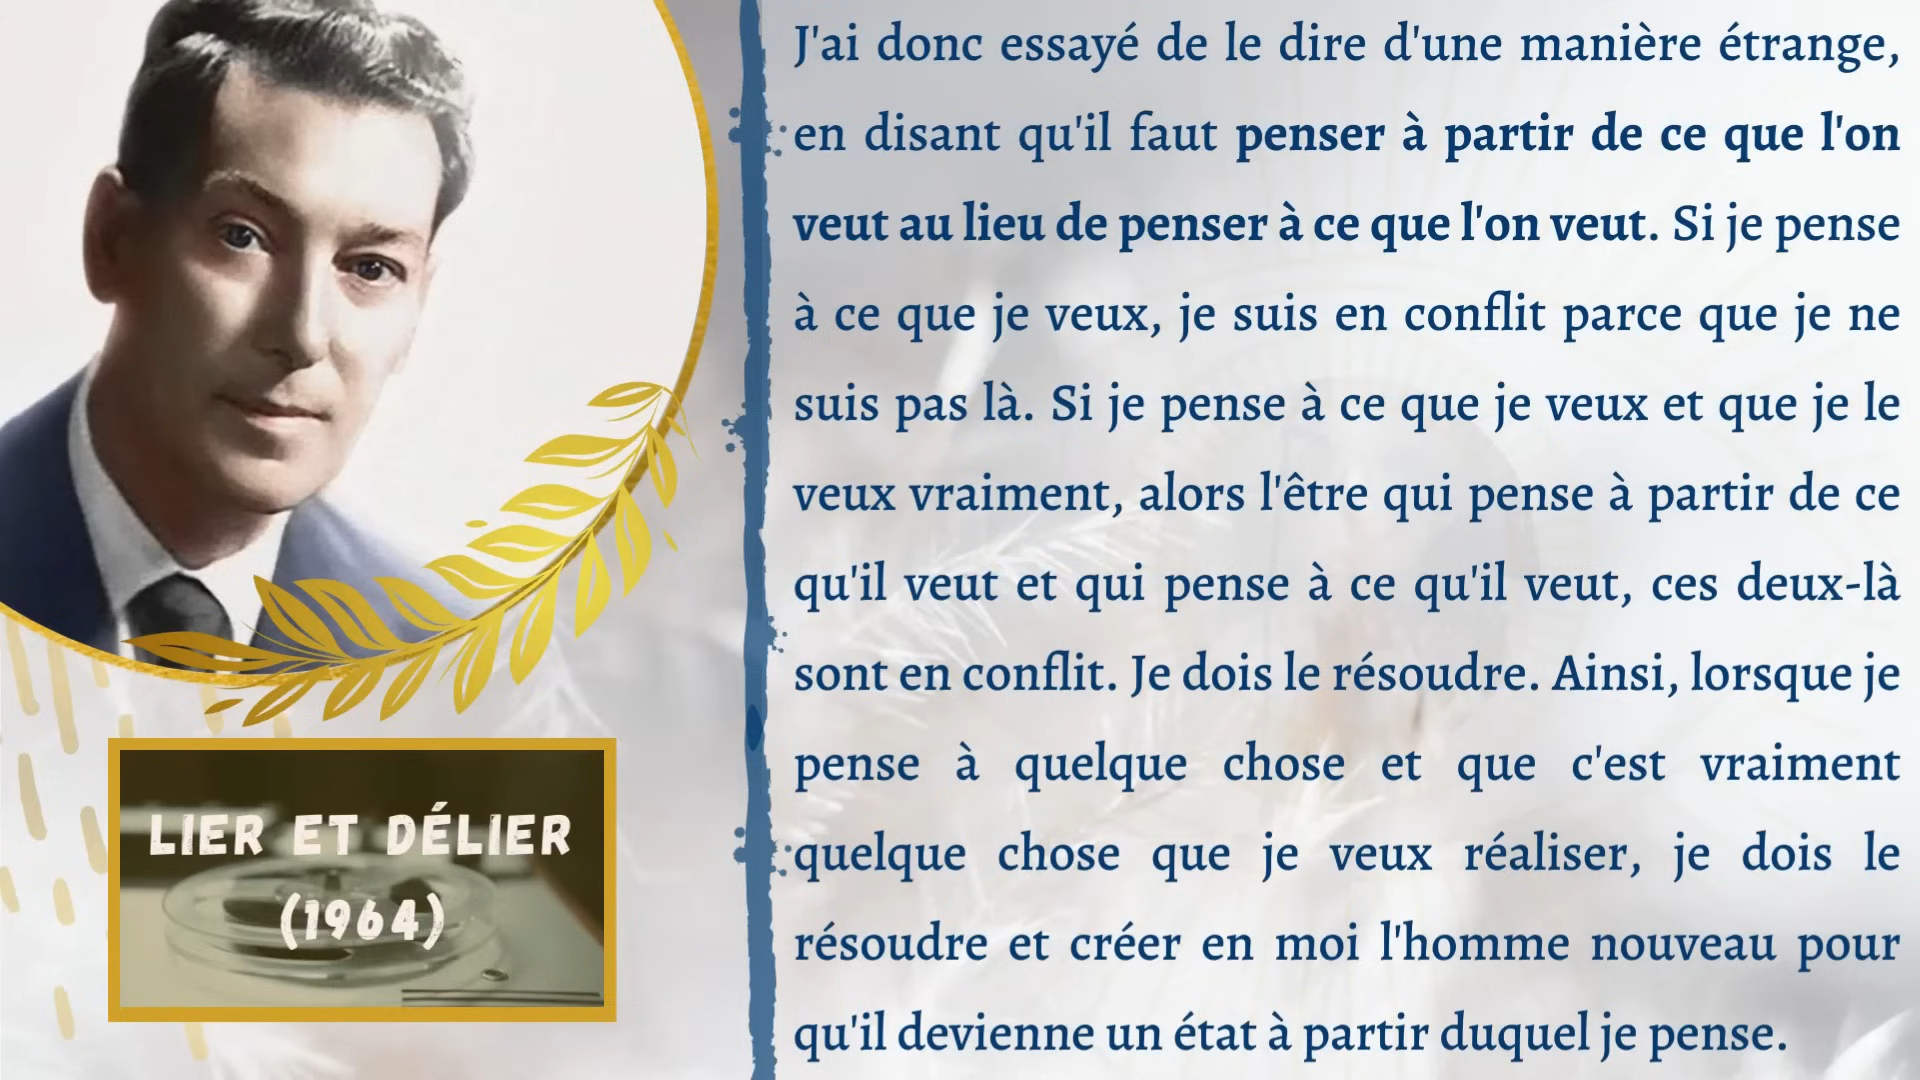 J'ai donc essayé de le dire d'une manière étrange,
en disant qu'il faut penser à partir de ce que l'on
veut au lieu de penser à ce que l'on veut. Si je pense
à ce que je veux, je suis en conflit parce que je ne
suis pas là. Si je pense à ce que je veux et que je le
veux vraiment, alors l'être qui pense à partir de ce
qu'il veut et qui pense à ce qu'il veut, ces deux-là
sont en conflit. Je dois le résoudre. Ainsi, lorsque je
pense à quelque chose et que c'est vraiment
quelque chose que je veux réaliser, je dois le
résoudre et créer en moi l'homme nouveau pour
qu'il devienne un état à partir duquel je pense.
LIER ET DÉLIER
(1964)